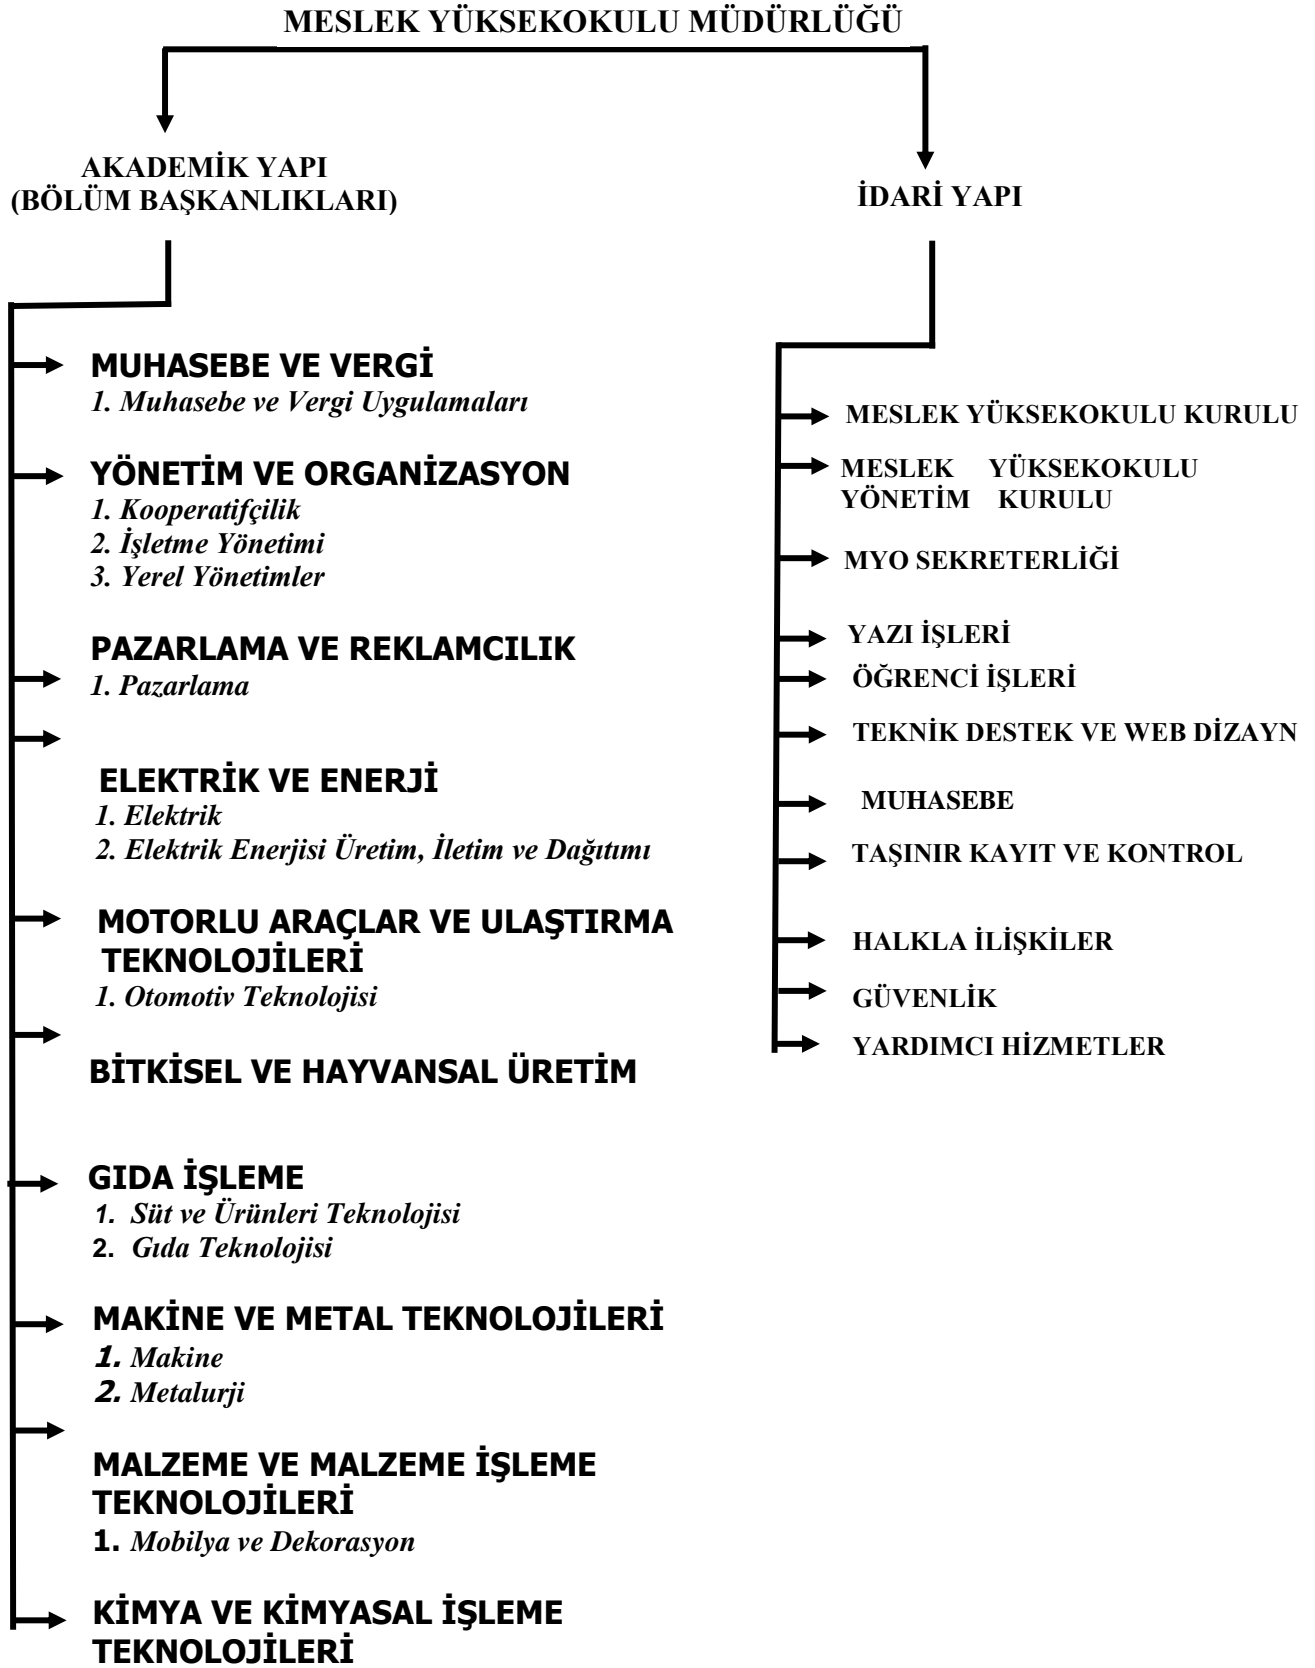 MESLEK YÜKSEKOKULU MÜDÜRLÜĞÜ
AKADEMİK YAPI
(BÖLÜM BAŞKANLIKLARI)
MUHASEBE VE VERGİ
1. Muhasebe ve Vergi Uygulamaları
YÖNETİM VE ORGANİZASYON
1. Kooperatifçilik
2. İşletme Yönetimi
3. Yerel Yönetimler
PAZARLAMA VE REKLAMCILIK
1. Pazarlama
ELEKTRİK VE ENERJİ
1. Elektrik
2. Elektrik Enerjisi Üretim, İletim ve Dağıtımı
MOTORLU ARAÇLAR VE ULAŞTIRMA
TEKNOLOJİLERİ
1. Otomotiv Teknolojisi
BİTKİSEL VE HAYVANSAL ÜRETİM
GIDA İŞLEME
1. Süt ve Ürünleri Teknolojisi
2. Gıda Teknolojisi
MAKİNE VE METAL TEKNOLOJİLERİ
1. Makine
2. Metalurji
MALZEME VE MALZEME İŞLEME
TEKNOLOJİLERİ
1. Mobilya ve Dekorasyon
KİMYA VE KİMYASAL İŞLEME
TEKNOLOJİLERİ
İDARİ YAPI
MESLEK YÜKSEKOKULU KURULU
MESLEK YÜKSEKOKULU
YÖNETİM KURULU
MYO SEKRETERLİĞİ
YAZI İŞLERİ
ÖĞRENCİ İŞLERİ
TEKNİK DESTEK VE WEB DİZAYN
MUHASEBE
TAŞINIR KAYIT VE KONTROL
HALKLA İLİŞKİLER
GÜVENLİK
YARDIMCI HİZMETLER